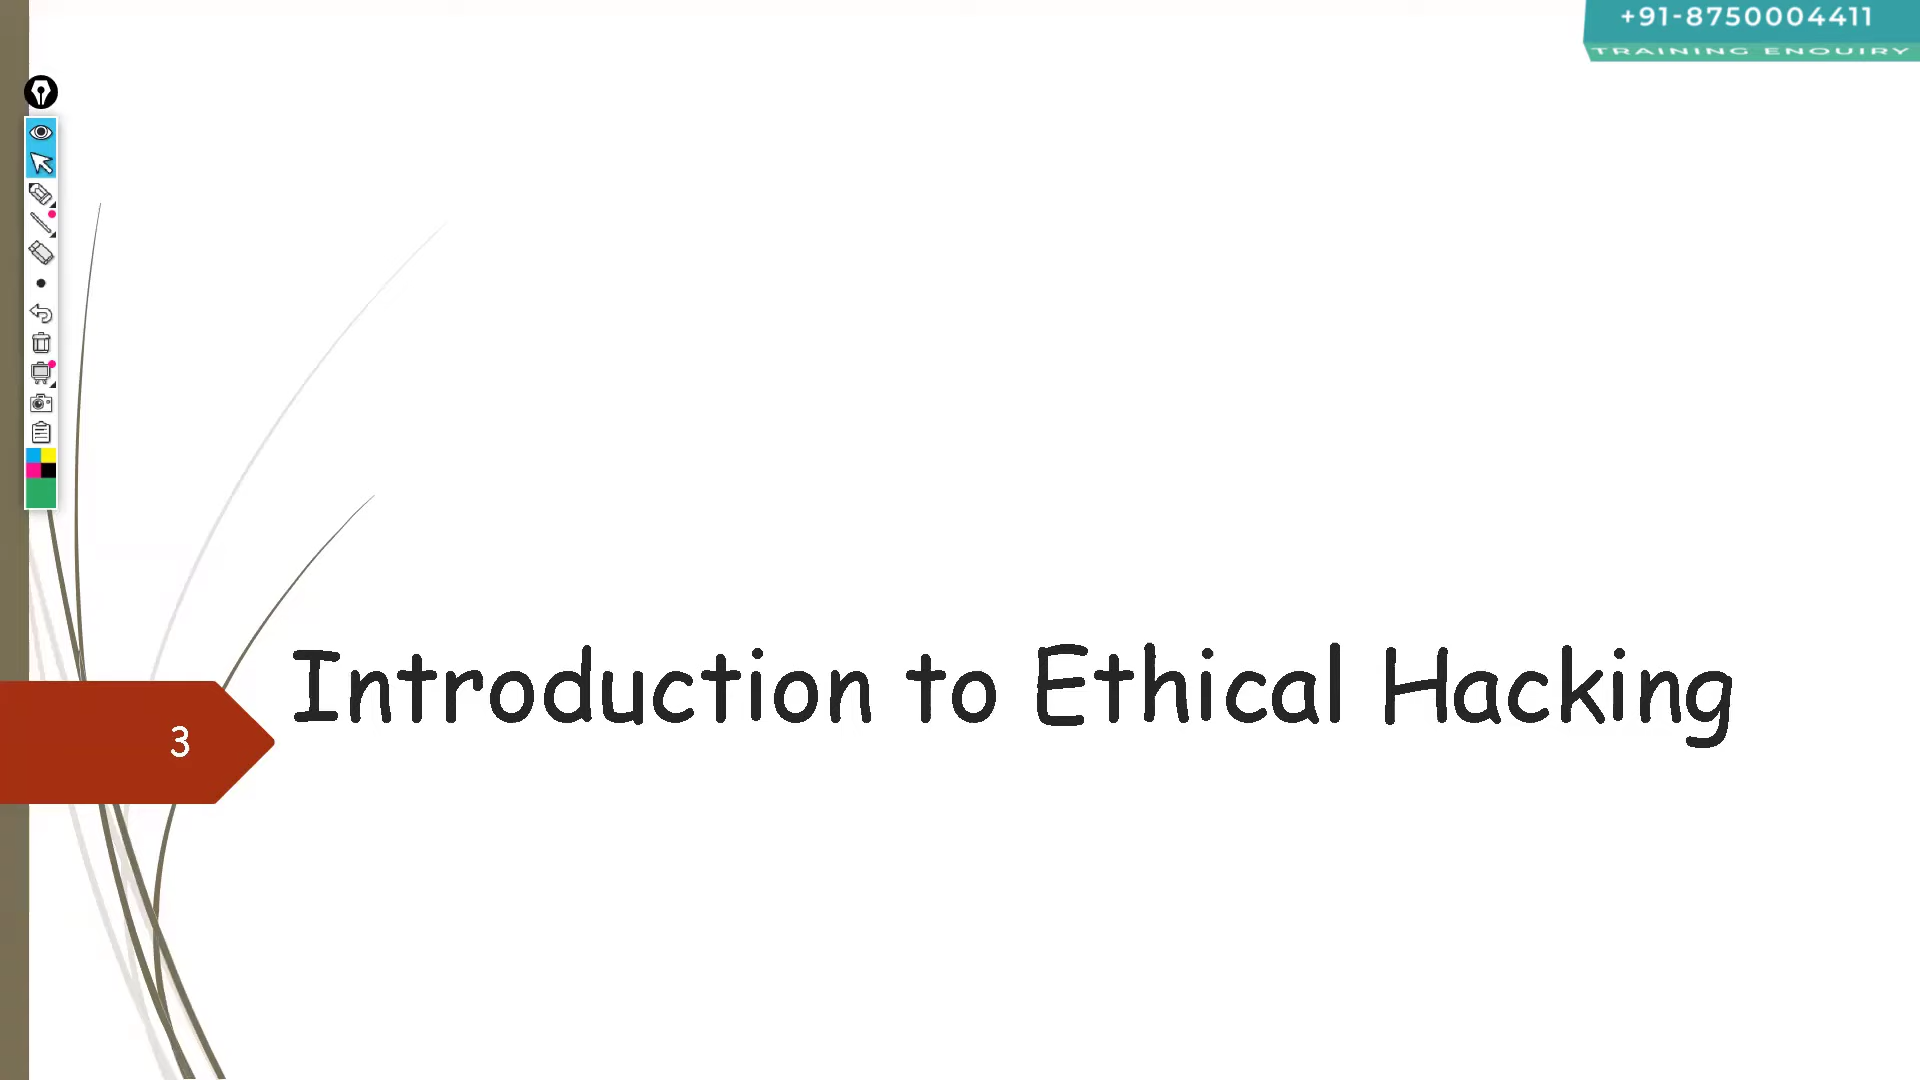 +91-8750004411
TRAINING ENQUIRY
Introduction to Ethical Hacking
3